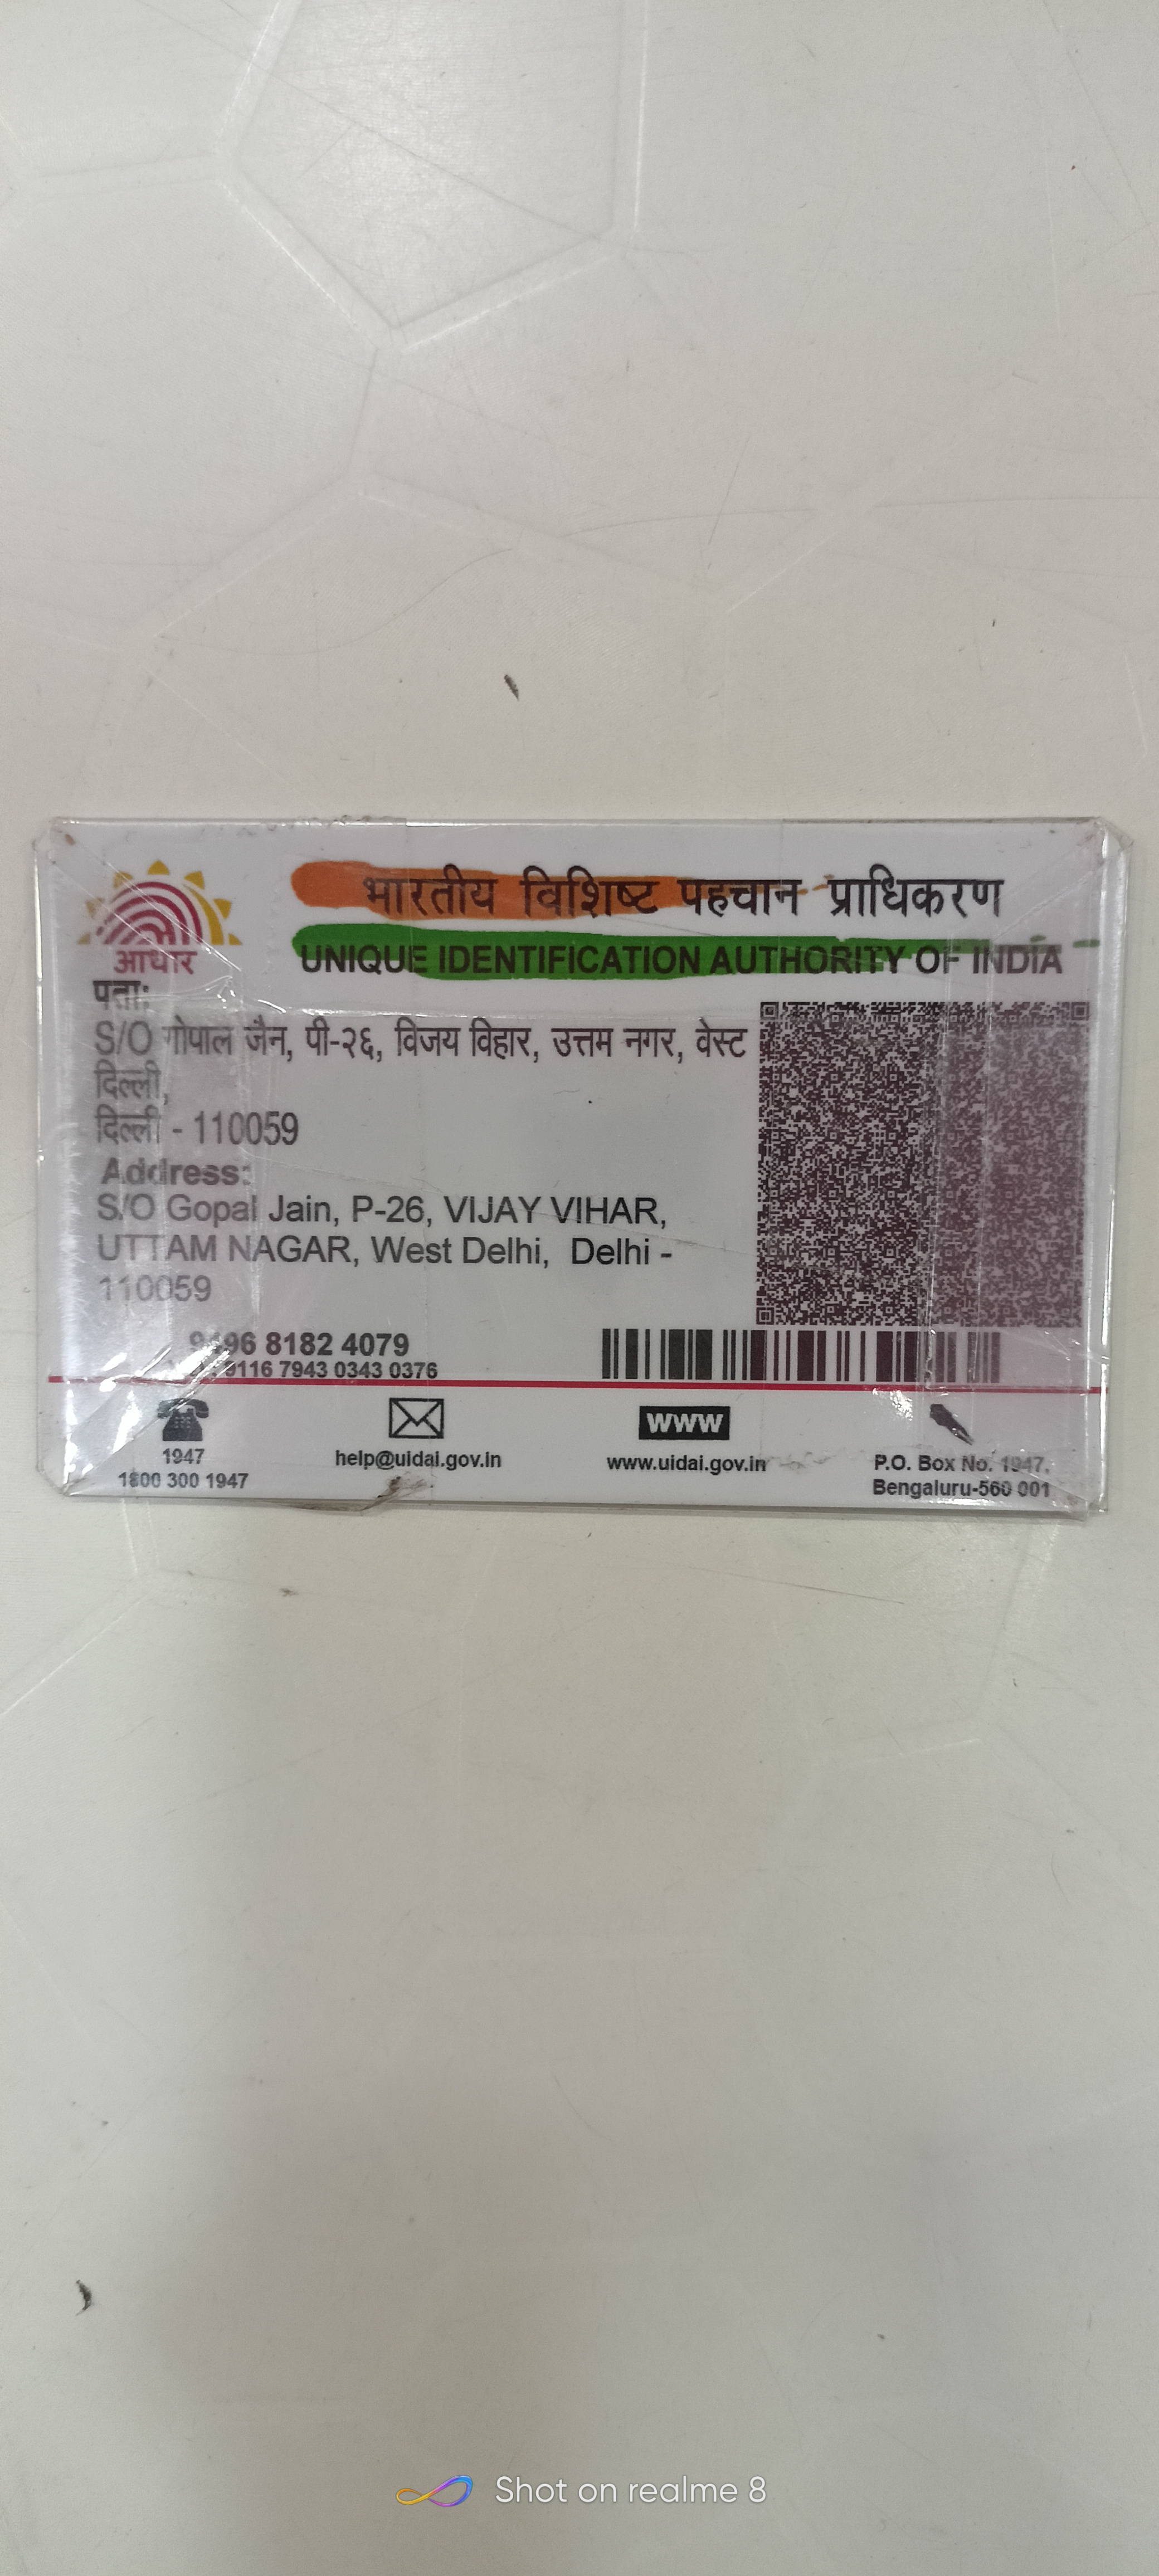 भारतीय विशिष्ट पहचान प्राधिकरण
UNIQUE IDENTIFICATION AUTHORITY OF INDIA
आधार
पता:
S/O गोपाल जैन, पी-२६, विजय विहार, उत्तम नगर, वेस्ट
दिल्ली,
दिल्ली - 110059
Address:
S/O Gopal Jain, P-26, VIJAY VIHAR,
UTTAM NAGAR, West Delhi, Delhi -
110059
8182 4079
9116 7943 0343 0376
1947
1800 300 1947
help@uidai.gov.in
WWW
www.uidai.gov.in
P.O. Box No. 1947,
Bengaluru-560 001
Shot on realme 8